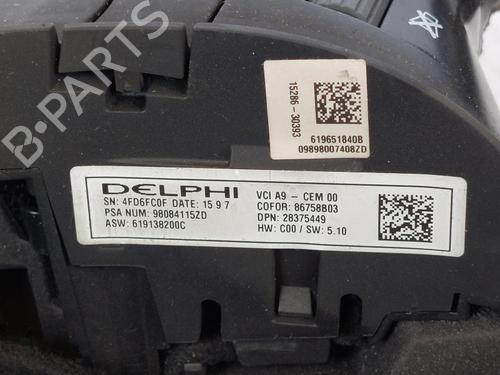 B-PARTS
15286-30393
619651840B
09898007408ZD
DELPHI
SN: 4FD6FC0F DATE: 15 9 7
PSA NUM: 98084115ZD
ASW: 619138200C
VCI A9 - CEM 00
COFOR: 86758B03
DPN: 28375449
HW: C00 / SW: 5.10